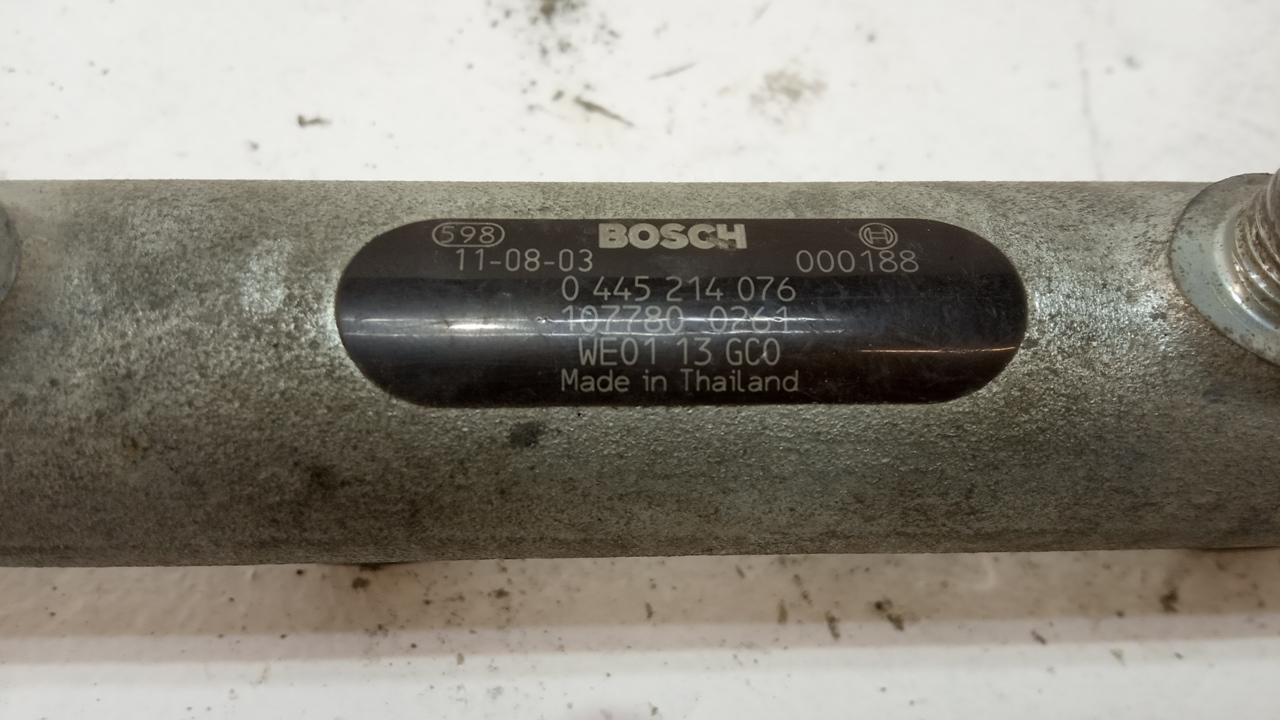 598 BOSCH
11-08-03 000188
0 445 214 076
107780 0261
WE01 13 GC0
Made in Thailand